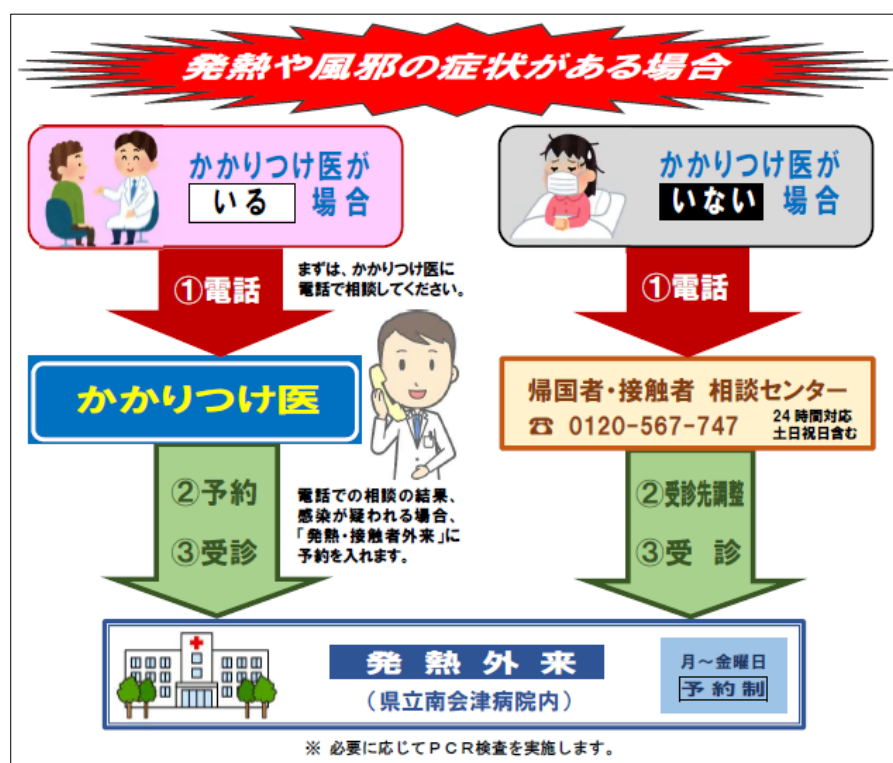 発熱や風邪の症状がある場合
かかりつけ医が
いる 場合
かかりつけ医が
いない 場合
①電話
まずは、かかりつけ医に
電話で相談してください。
①電話
かかりつけ医
帰国者・接触者 相談センター
☎ 0120-567-747
24時間対応
土日祝日含む
②予約
③受診
電話での相談の結果、
感染が疑われる場合、
「発熱・接触者外来」に
予約を入れます。
②受診先調整
③受 診
発熱外来
（県立南会津病院内）
月～金曜日
予約制
※ 必要に応じてＰＣＲ検査を実施します。